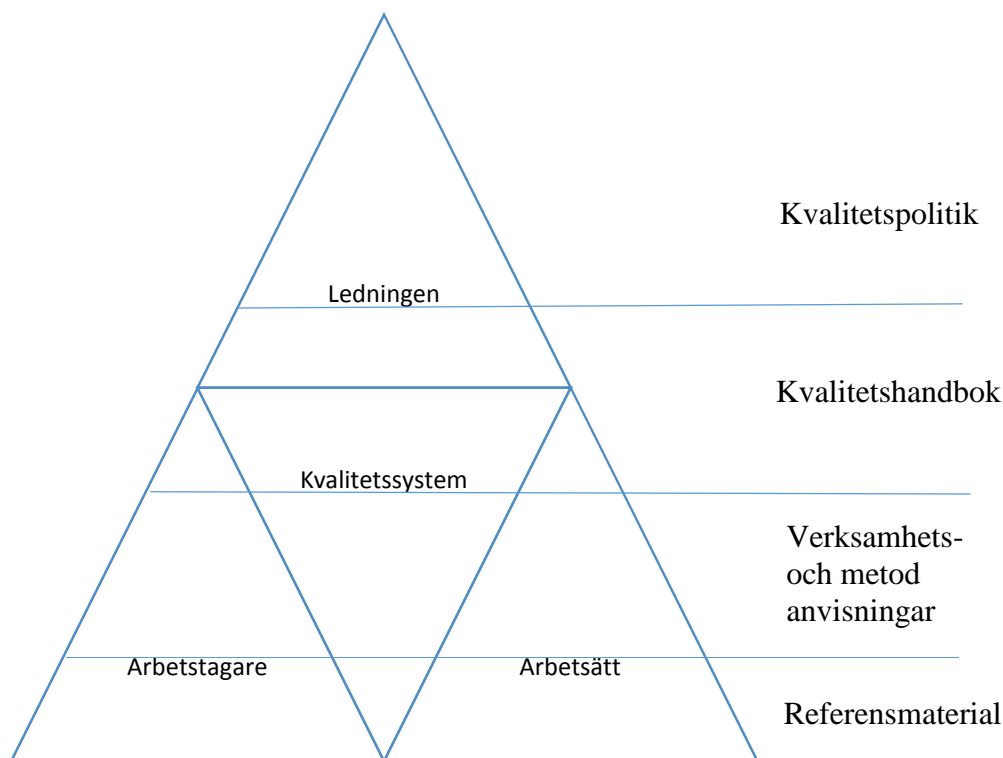 Kvalitetspolitik
Ledningen
Kvalitetshandbok
Kvalitetssystem
Verksamhets-
och metod
anvisningar
Arbetstagare
Arbetsätt
Referensmaterial